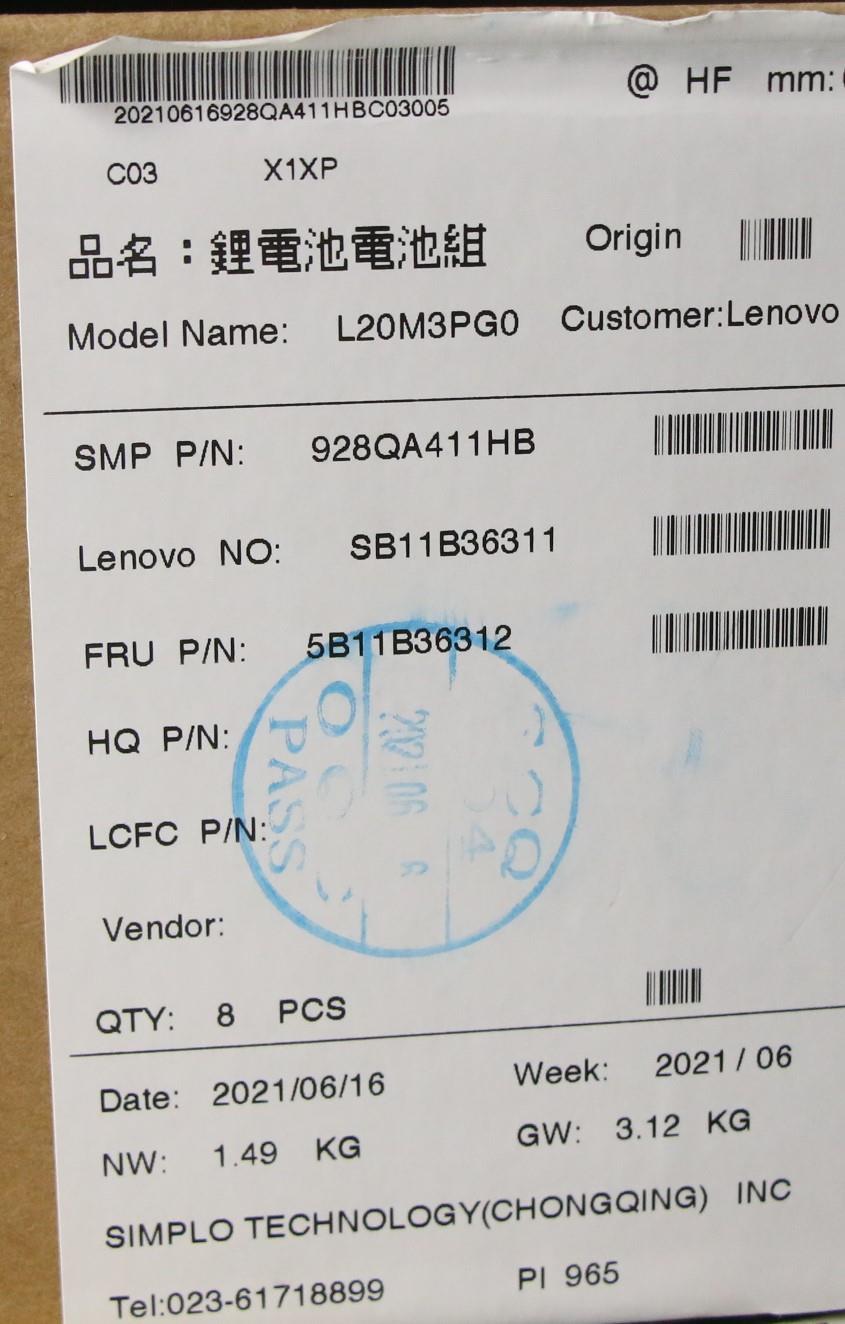 20210616928QA411HBC03005
@ HF mm:
C03 X1XP
品名：鋰電池電池組 Origin
Model Name: L20M3PG0 Customer:Lenovo
SMP P/N: 928QA411HB
Lenovo NO: SB11B36311
FRU P/N: 5B11B36312
HQ P/N:
LCFC P/N:
PASS
Vendor:
QTY: 8 PCS
Date: 2021/06/16 Week: 2021 / 06
NW: 1.49 KG GW: 3.12 KG
SIMPLO TECHNOLOGY(CHONGQING) INC
Tel:023-61718899 PI 965